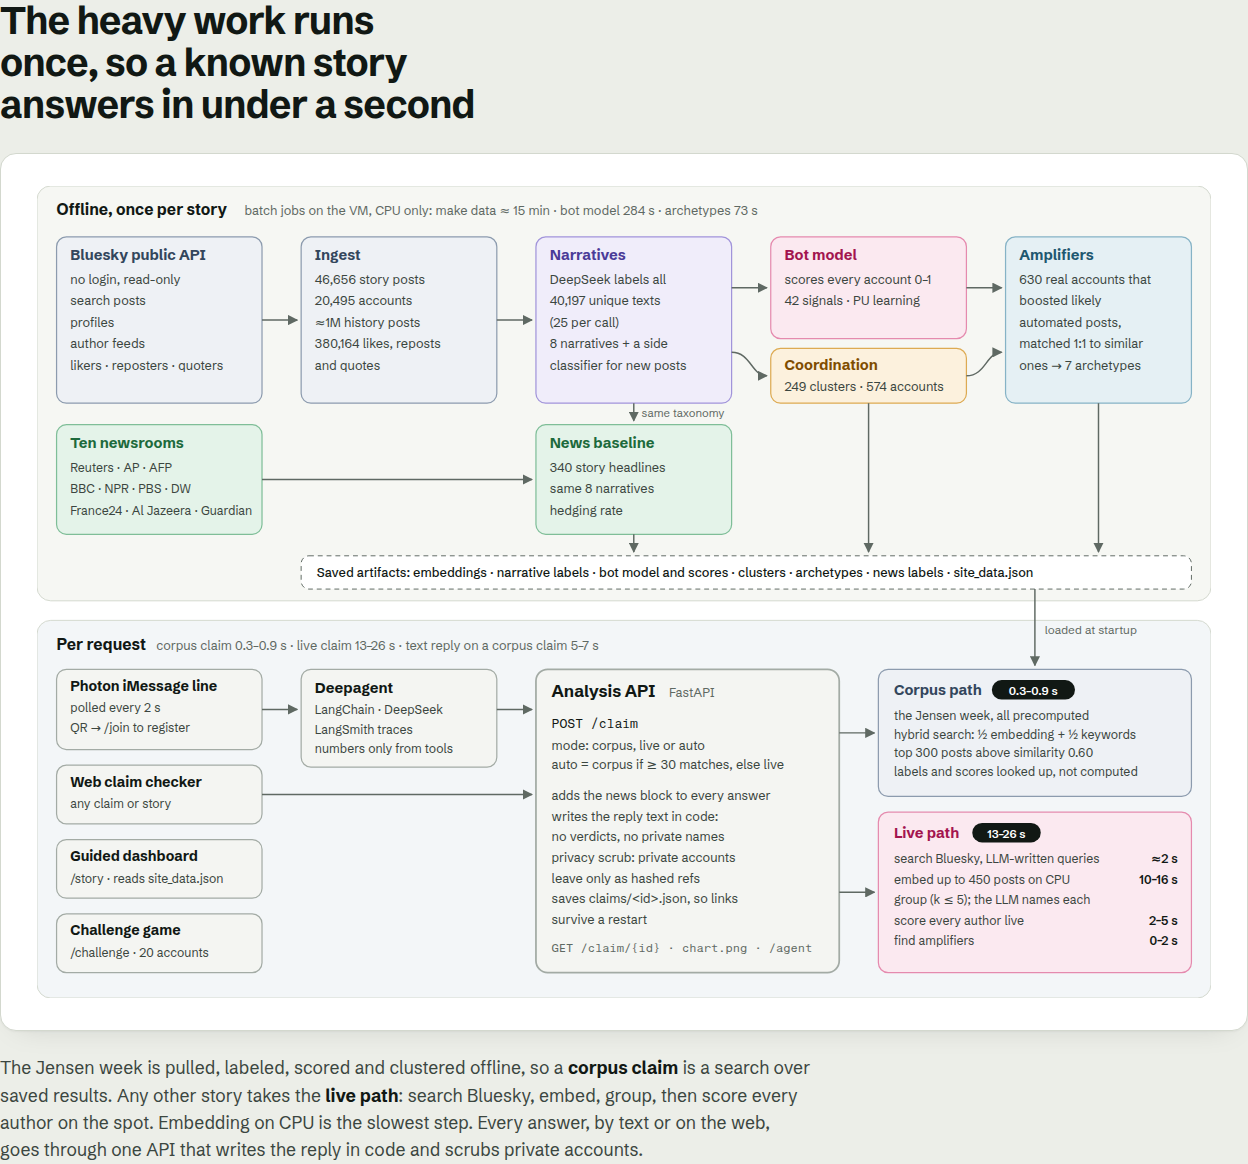 The heavy work runs
once, so a known story
answers in under a second
Offline, once per story
batch jobs on the VM, CPU only: make data ≈ 15 min · bot model 284 s · archetypes 73 s
Bluesky public API
no login, read-only
search posts
profiles
author feeds
likers · reposters · quoters
Ingest
46,656 story posts
20,495 accounts
≈1M history posts
380,164 likes, reposts
and quotes
Narratives
DeepSeek labels all
40,197 unique texts
(25 per call)
8 narratives + a side
classifier for new posts
Bot model
scores every account 0–1
42 signals · PU learning
Coordination
249 clusters · 574 accounts
Amplifiers
630 real accounts that
boosted likely
automated posts,
matched 1:1 to similar
ones → 7 archetypes
same taxonomy
Ten newsrooms
Reuters · AP · AFP
BBC · NPR · PBS · DW
France24 · Al Jazeera · Guardian
News baseline
340 story headlines
same 8 narratives
hedging rate
Saved artifacts: embeddings · narrative labels · bot model and scores · clusters · archetypes · news labels · site_data.json
loaded at startup
Per request
corpus claim 0.3–0.9 s · live claim 13–26 s · text reply on a corpus claim 5–7 s
Photon iMessage line
polled every 2 s
QR → /join to register
Deepagent
LangChain · DeepSeek
LangSmith traces
numbers only from tools
Web claim checker
any claim or story
Guided dashboard
/story · reads site_data.json
Challenge game
/challenge · 20 accounts
Analysis API FastAPI
POST /claim
mode: corpus, live or auto
auto = corpus if ≥ 30 matches, else live
adds the news block to every answer
writes the reply text in code:
no verdicts, no private names
privacy scrub: private accounts
leave only as hashed refs
saves claims/<id>.json, so links
survive a restart
GET /claim/{id} · chart.png · /agent
Corpus path 0.3–0.9 s
the Jensen week, all precomputed
hybrid search: ½ embedding + ½ keywords
top 300 posts above similarity 0.60
labels and scores looked up, not computed
Live path 13–26 s
search Bluesky, LLM-written queries ≈2 s
embed up to 450 posts on CPU 10–16 s
group (k ≤ 5); the LLM names each
score every author live 2–5 s
find amplifiers 0–2 s
The Jensen week is pulled, labeled, scored and clustered offline, so a corpus claim is a search over
saved results. Any other story takes the live path: search Bluesky, embed, group, then score every
author on the spot. Embedding on CPU is the slowest step. Every answer, by text or on the web,
goes through one API that writes the reply in code and scrubs private accounts.